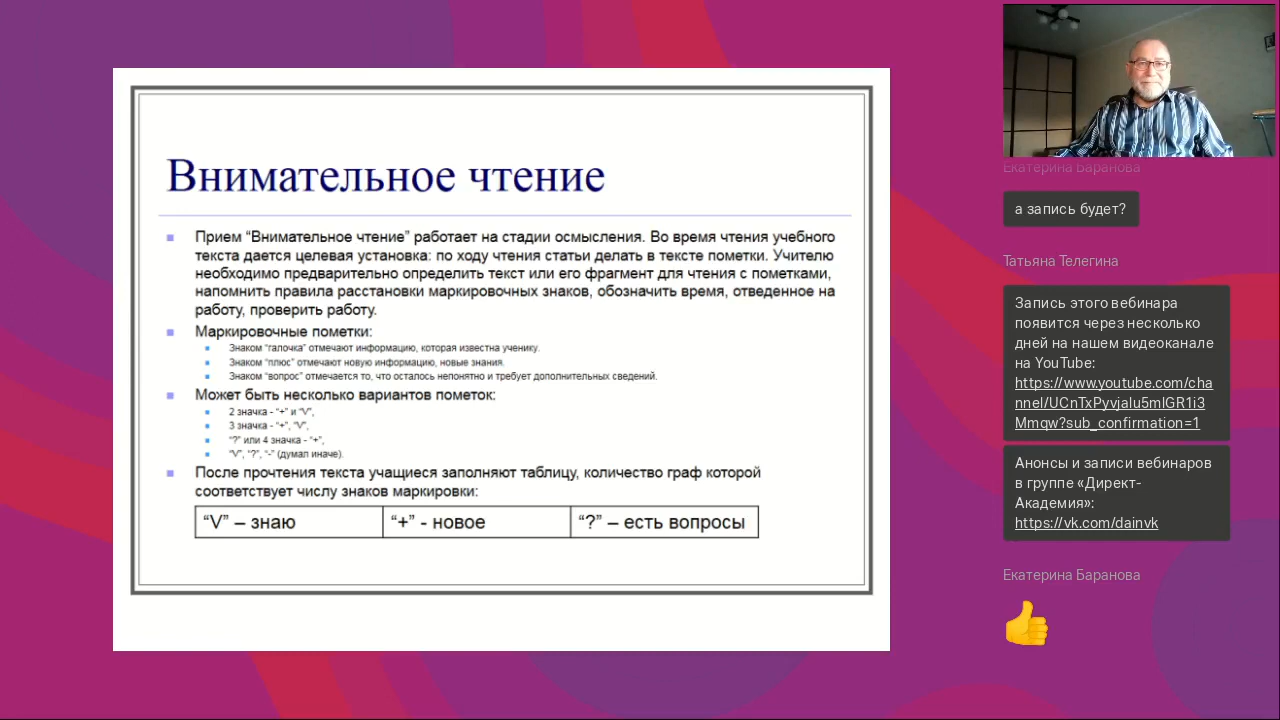 Внимательное чтение
Прием “Внимательное чтение” работает на стадии осмысления. Во время чтения учебного
текста дается целевая установка: по ходу чтения статьи делать в тексте пометки. Учителю
необходимо предварительно определить текст или его фрагмент для чтения с пометками,
напомнить правила расстановки маркировочных знаков, обозначить время, отведенное на
работу, проверить работу.
Маркировочные пометки:
Знаком “галочка” отмечают информацию, которая известна ученику.
Знаком “плюс” отмечают новую информацию, новые знания.
Знаком “вопрос” отмечается то, что осталось непонятно и требует дополнительных сведений.
Может быть несколько вариантов пометок:
2 значка - “+” и “V”,
3 значка - “+”, “V”,
“?” или 4 значка - “+”,
“V”, “?”, “-” (думал иначе).
После прочтения текста учащиеся заполняют таблицу, количество граф которой
соответствует числу знаков маркировки:
“V” – знаю “+” - новое “?” – есть вопросы
Екатерина Баранова
а запись будет?
Татьяна Телегина
Запись этого вебинара
появится через несколько
дней на нашем видеоканале
на YouTube:
https://www.youtube.com/cha
nnel/UCnTxPyvjalu5mlGR1i3
Mmqw?sub_confirmation=1
Анонсы и записи вебинаров
в группе «Директ-
Академия»:
https://vk.com/dainvk
Екатерина Баранова